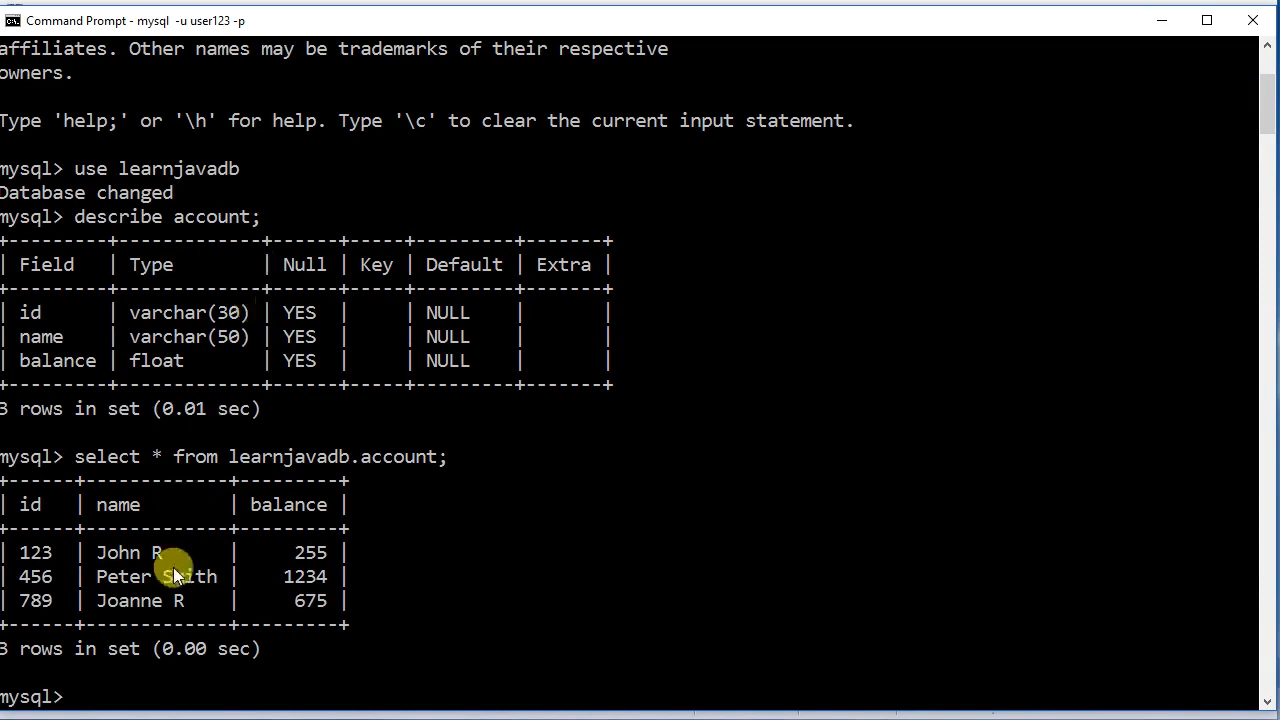 Command Prompt - mysql  -u user123 -p
affiliates. Other names may be trademarks of their respective
owners.
Type 'help;' or '\h' for help. Type '\c' to clear the current input statement.
mysql> use learnjavadb
Database changed
mysql> describe account;
+---------+-------------+------+-----+---------+-------+
| Field   | Type        | Null | Key | Default | Extra |
+---------+-------------+------+-----+---------+-------+
| id      | varchar(30) | YES  |     | NULL    |       |
| name    | varchar(50) | YES  |     | NULL    |       |
| balance | float       | YES  |     | NULL    |       |
+---------+-------------+------+-----+---------+-------+
3 rows in set (0.01 sec)
mysql> select * from learnjavadb.account;
+------+-------------+---------+
| id   | name        | balance |
+------+-------------+---------+
| 123  | John R      |     255 |
| 456  | Peter Smith |    1234 |
| 789  | Joanne R    |     675 |
+------+-------------+---------+
3 rows in set (0.00 sec)
mysql>